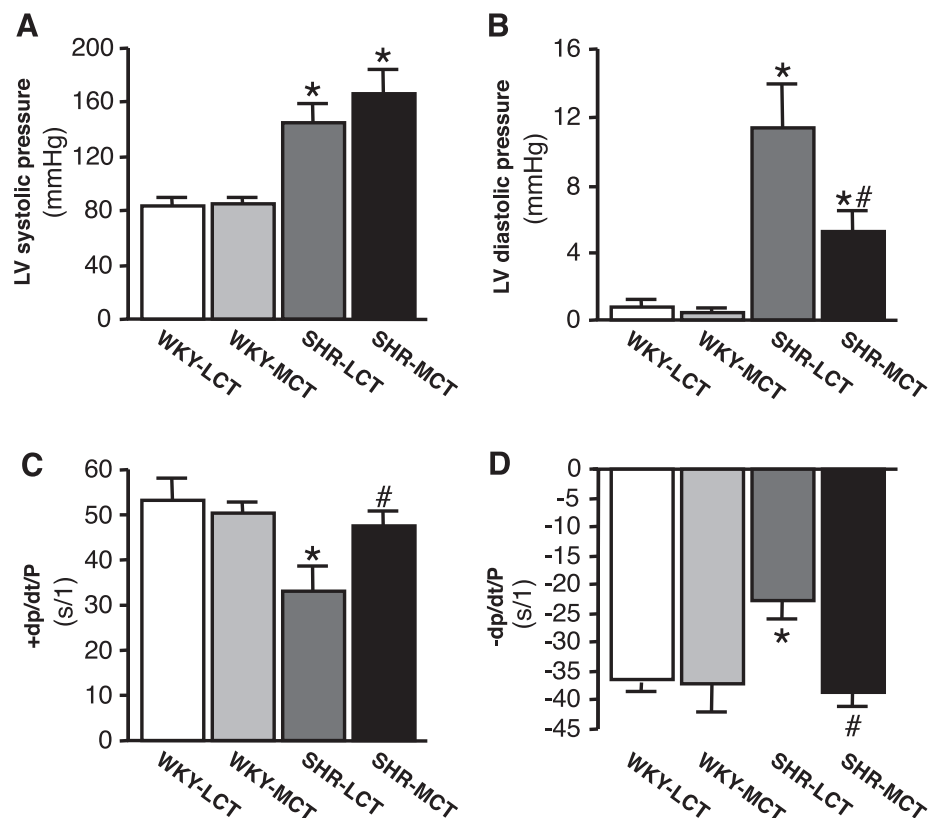 A
LV systolic pressure
(mmHg)
200
160
120
80
40
0
*
*
WKY-LCT
WKY-MCT
SHR-LCT
SHR-MCT
B
LV diastolic pressure
(mmHg)
16
12
8
4
0
*
*#
WKY-LCT
WKY-MCT
SHR-LCT
SHR-MCT
C
+dp/dt/P
(s/1)
60
50
40
30
20
10
0
*
#
WKY-LCT
WKY-MCT
SHR-LCT
SHR-MCT
D
-dp/dt/P
(s/1)
0
-5
-10
-15
-20
-25
-30
-35
-40
-45
*
#
WKY-LCT
WKY-MCT
SHR-LCT
SHR-MCT